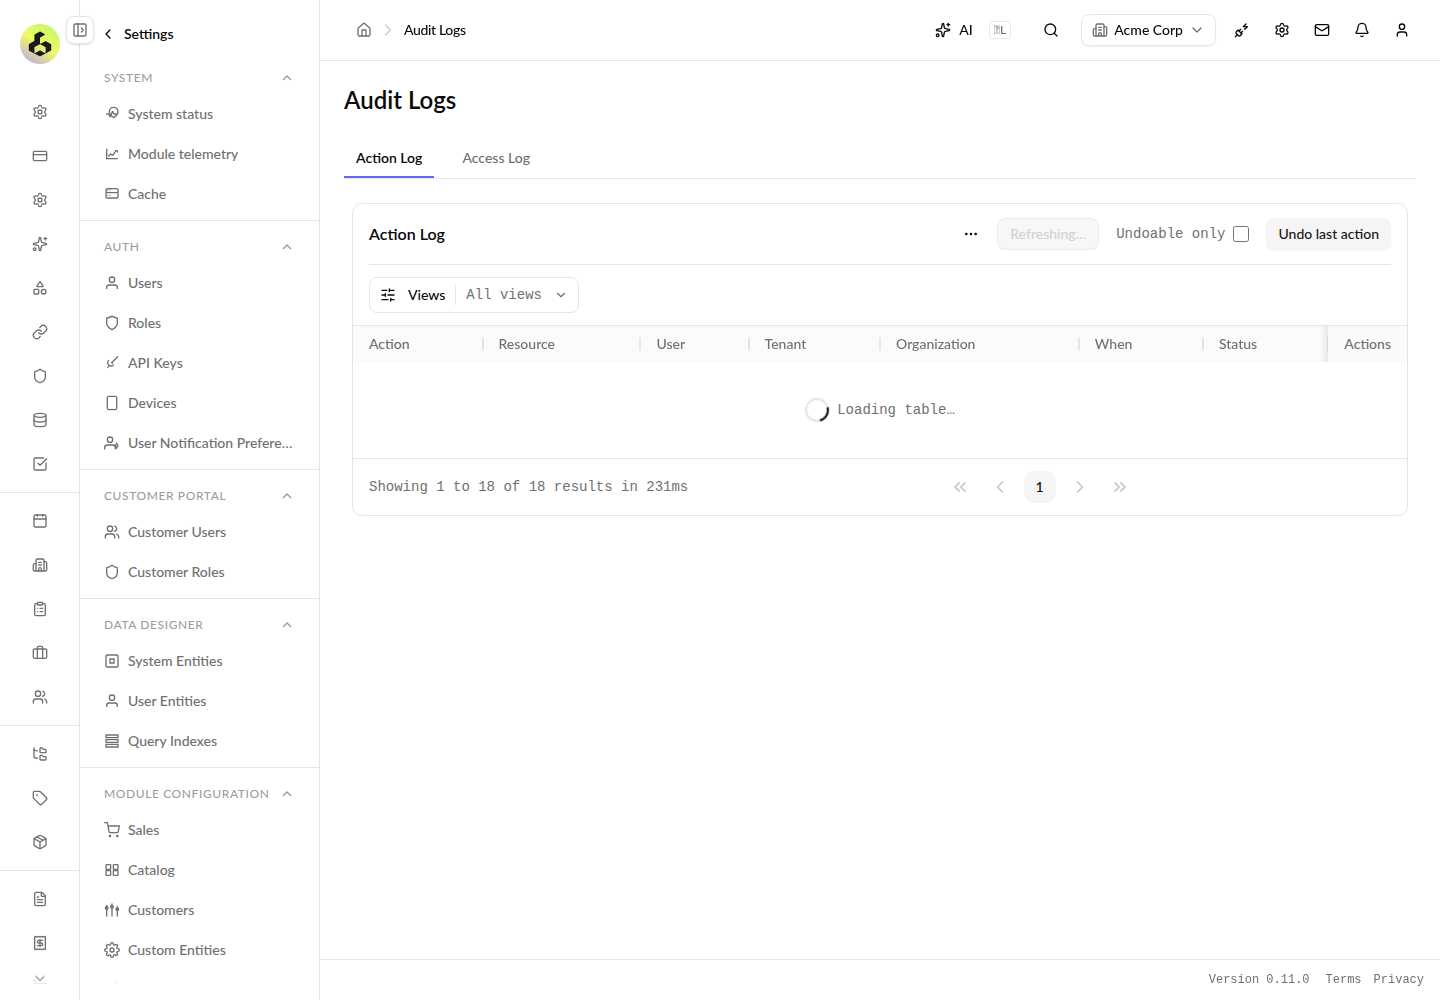 Settings
SYSTEM
System status
Module telemetry
Cache
AUTH
Users
Roles
API Keys
Devices
User Notification Prefere...
CUSTOMER PORTAL
Customer Users
Customer Roles
DATA DESIGNER
System Entities
User Entities
Query Indexes
MODULE CONFIGURATION
Sales
Catalog
Customers
Custom Entities
Audit Logs
AI
L
Acme Corp
Audit Logs
Action Log
Access Log
Action Log
Refreshing...
Undoable only
Undo last action
Views
All views
Action
Resource
User
Tenant
Organization
When
Status
Actions
Loading table…
Showing 1 to 18 of 18 results in 231ms
1
Version 0.11.0
Terms
Privacy